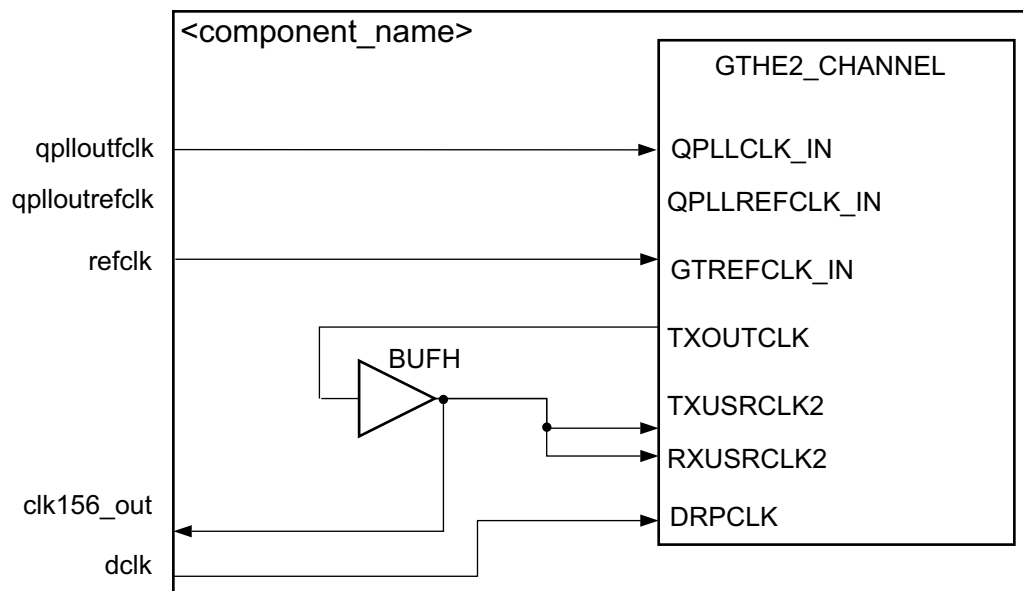 <component_name>
GTHE2_CHANNEL
qplloutfclk
QPLLCLK_IN
qplloutrefclk
QPLLREFCLK_IN
refclk
GTREFCLK_IN
TXOUTCLK
BUFH
TXUSRCLK2
RXUSRCLK2
clk156_out
DRPCLK
dclk